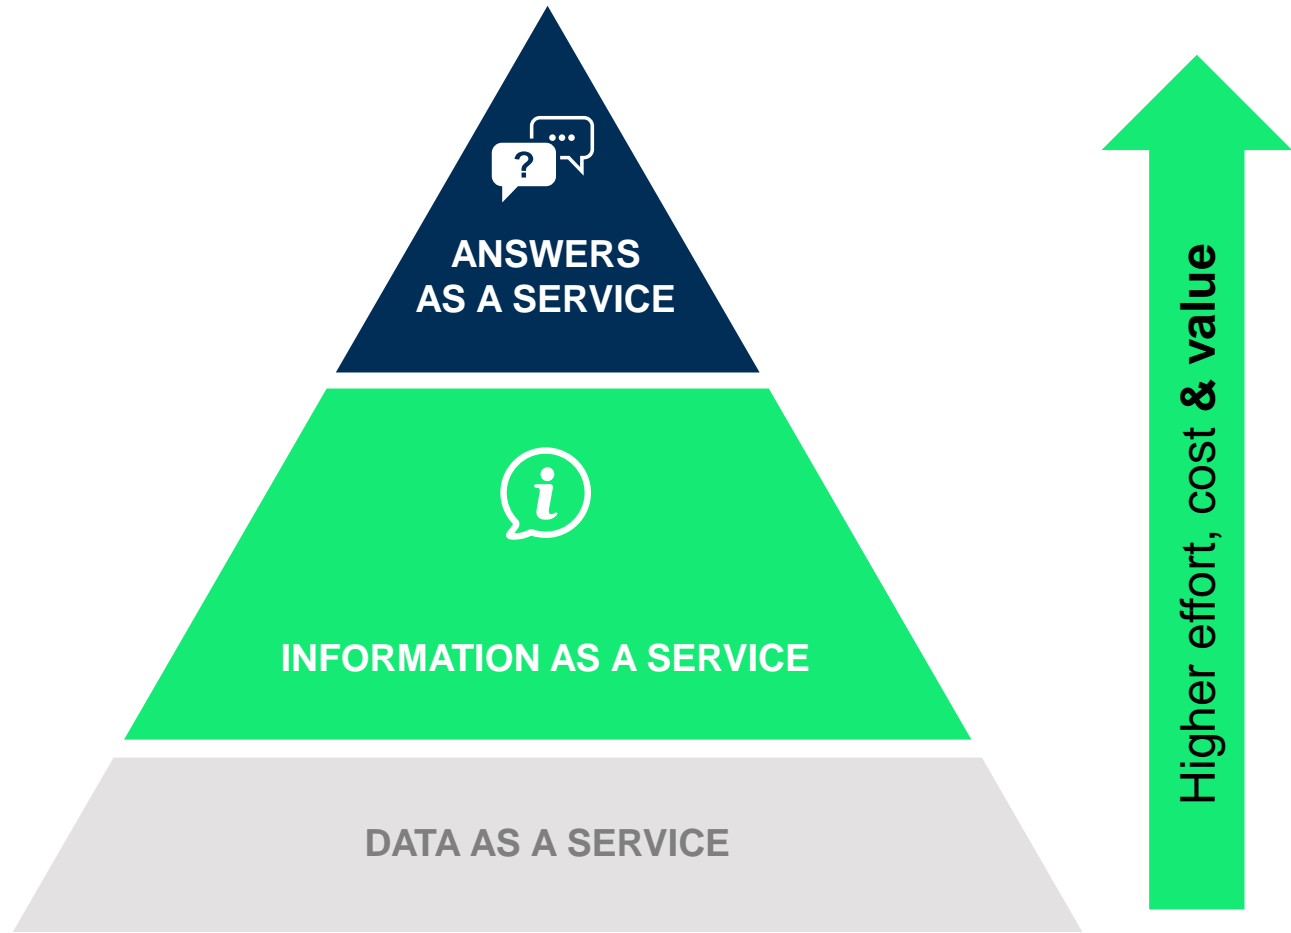 ?
ANSWERS
AS A SERVICE
i
INFORMATION AS A SERVICE
DATA AS A SERVICE
Higher effort, cost & value